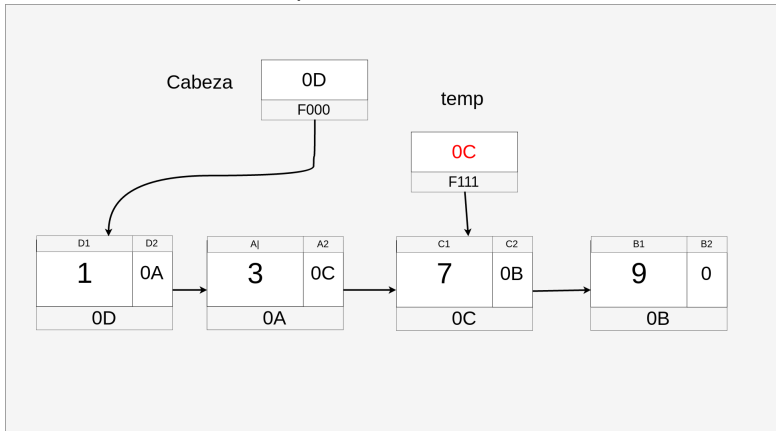 Cabeza
0D
F000
temp
0C
F111
D1 D2 A| A2 C1 C2 B1 B2
1 0A 3 0C 7 0B 9 0
0D 0A 0C 0B